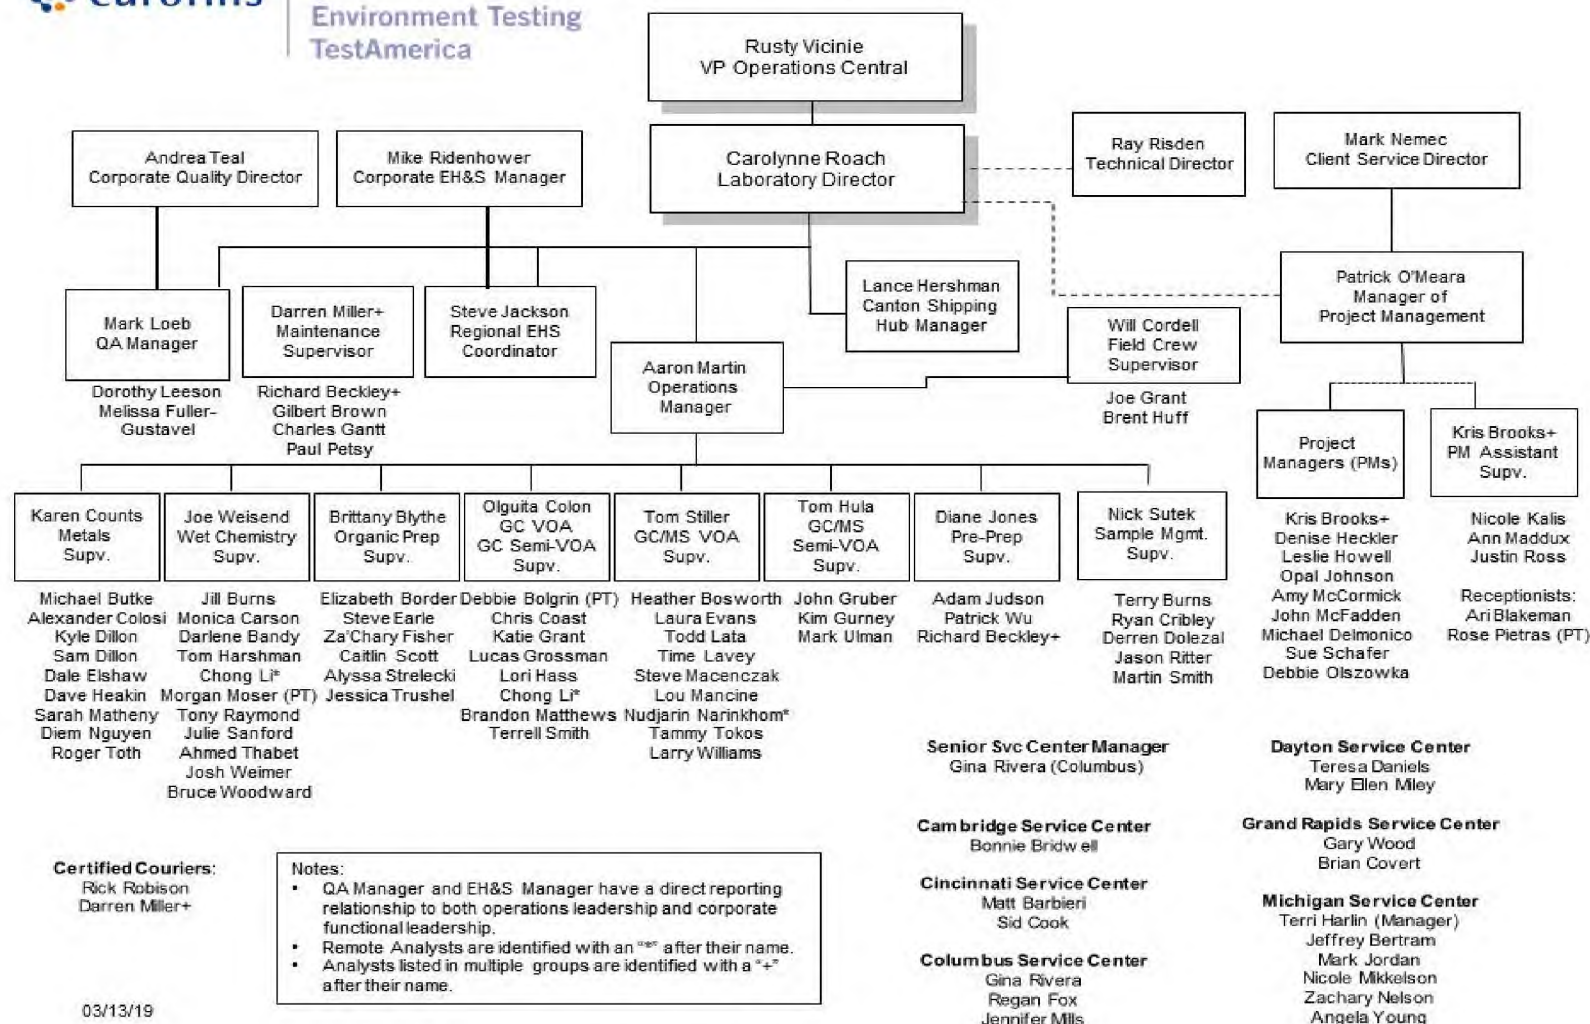 Environment Testing
TestAmerica
Rusty Vicinie
VP Operations Central
Andrea Teal
Corporate Quality Director
Mike Ridenhower
Corporate EH&S Manager
Carolynne Roach
Laboratory Director
Ray Risden
Technical Director
Mark Nemec
Client Service Director
Mark Loeb
QA Manager
Dorothy Leeson
Melissa Fuller-
Gustavel
Darren Miller+
Maintenance
Supervisor
Richard Beckley+
Gilbert Brown
Charles Gantt
Paul Petsy
Steve Jackson
Regional EHS
Coordinator
Aaron Martin
Operations
Manager
Lance Hershman
Canton Shipping
Hub Manager
Will Cordell
Field Crew
Supervisor
Joe Grant
Brent Huff
Patrick O'Meara
Manager of
Project Management
Project
Managers (PMs)
Kris Brooks+
PM Assistant
Supv.
Karen Counts
Metals
Supv.
Michael Butke
Alexander Colosi
Kyle Dillon
Sam Dillon
Dale Elshaw
Dave Heakin
Sarah Matheny
Diem Nguyen
Roger Toth
Joe Weisend
Wet Chemistry
Supv.
Jill Burns
Monica Carson
Darlene Bandy
Tom Harshman
Chong Li*
Morgan Moser (PT)
Tony Raymond
Julie Sanford
Ahmed Thabet
Josh Weimer
Bruce Woodward
Brittany Blythe
Organic Prep
Supv.
Elizabeth Border
Steve Earle
Za'Chary Fisher
Caitlin Scott
Alyssa Strelecki
Jessica Trushel
Olguita Colon
GC VOA
GC Semi-VOA
Supv.
Debbie Bolgrin (PT)
Chris Coast
Katie Grant
Lucas Grossman
Lori Hass
Chong Li*
Brandon Matthews
Terrell Smith
Tom Stiller
GC/MS VOA
Supv.
Heather Bosworth
Laura Evans
Todd Lata
Time Lavey
Steve Macenczak
Lou Mancine
Nudjarin Narinkhom*
Tammy Tokos
Larry Williams
Tom Hula
GC/MS
Semi-VOA
Supv.
John Gruber
Kim Gurney
Mark Ulman
Diane Jones
Pre-Prep
Supv.
Adam Judson
Patrick Wu
Richard Beckley+
Nick Sutek
Sample Mgmt.
Supv.
Terry Burns
Ryan Cribley
Derren Dolezal
Jason Ritter
Martin Smith
Kris Brooks+
Denise Heckler
Leslie Howell
Opal Johnson
Amy McCormick
John McFadden
Michael Delmonico
Sue Schafer
Debbie Olszowka
Nicole Kalis
Ann Maddux
Justin Ross
Receptionists:
Ari Blakeman
Rose Pietras (PT)
Senior Svc Center Manager
Gina Rivera (Columbus)
Cambridge Service Center
Bonnie Bridwell
Cincinnati Service Center
Matt Barbieri
Sid Cook
Columbus Service Center
Gina Rivera
Regan Fox
Jennifer Mills
Dayton Service Center
Teresa Daniels
Mary Ellen Miley
Grand Rapids Service Center
Gary Wood
Brian Covert
Michigan Service Center
Terri Harlin (Manager)
Jeffrey Bertram
Mark Jordan
Nicole Mikkelson
Zachary Nelson
Angela Young
Certified Couriers:
Rick Robison
Darren Miller+
Notes:
• QA Manager and EH&S Manager have a direct reporting
relationship to both operations leadership and corporate
functional leadership.
• Remote Analysts are identified with an "*" after their name.
• Analysts listed in multiple groups are identified with a "+"
after their name.
03/13/19